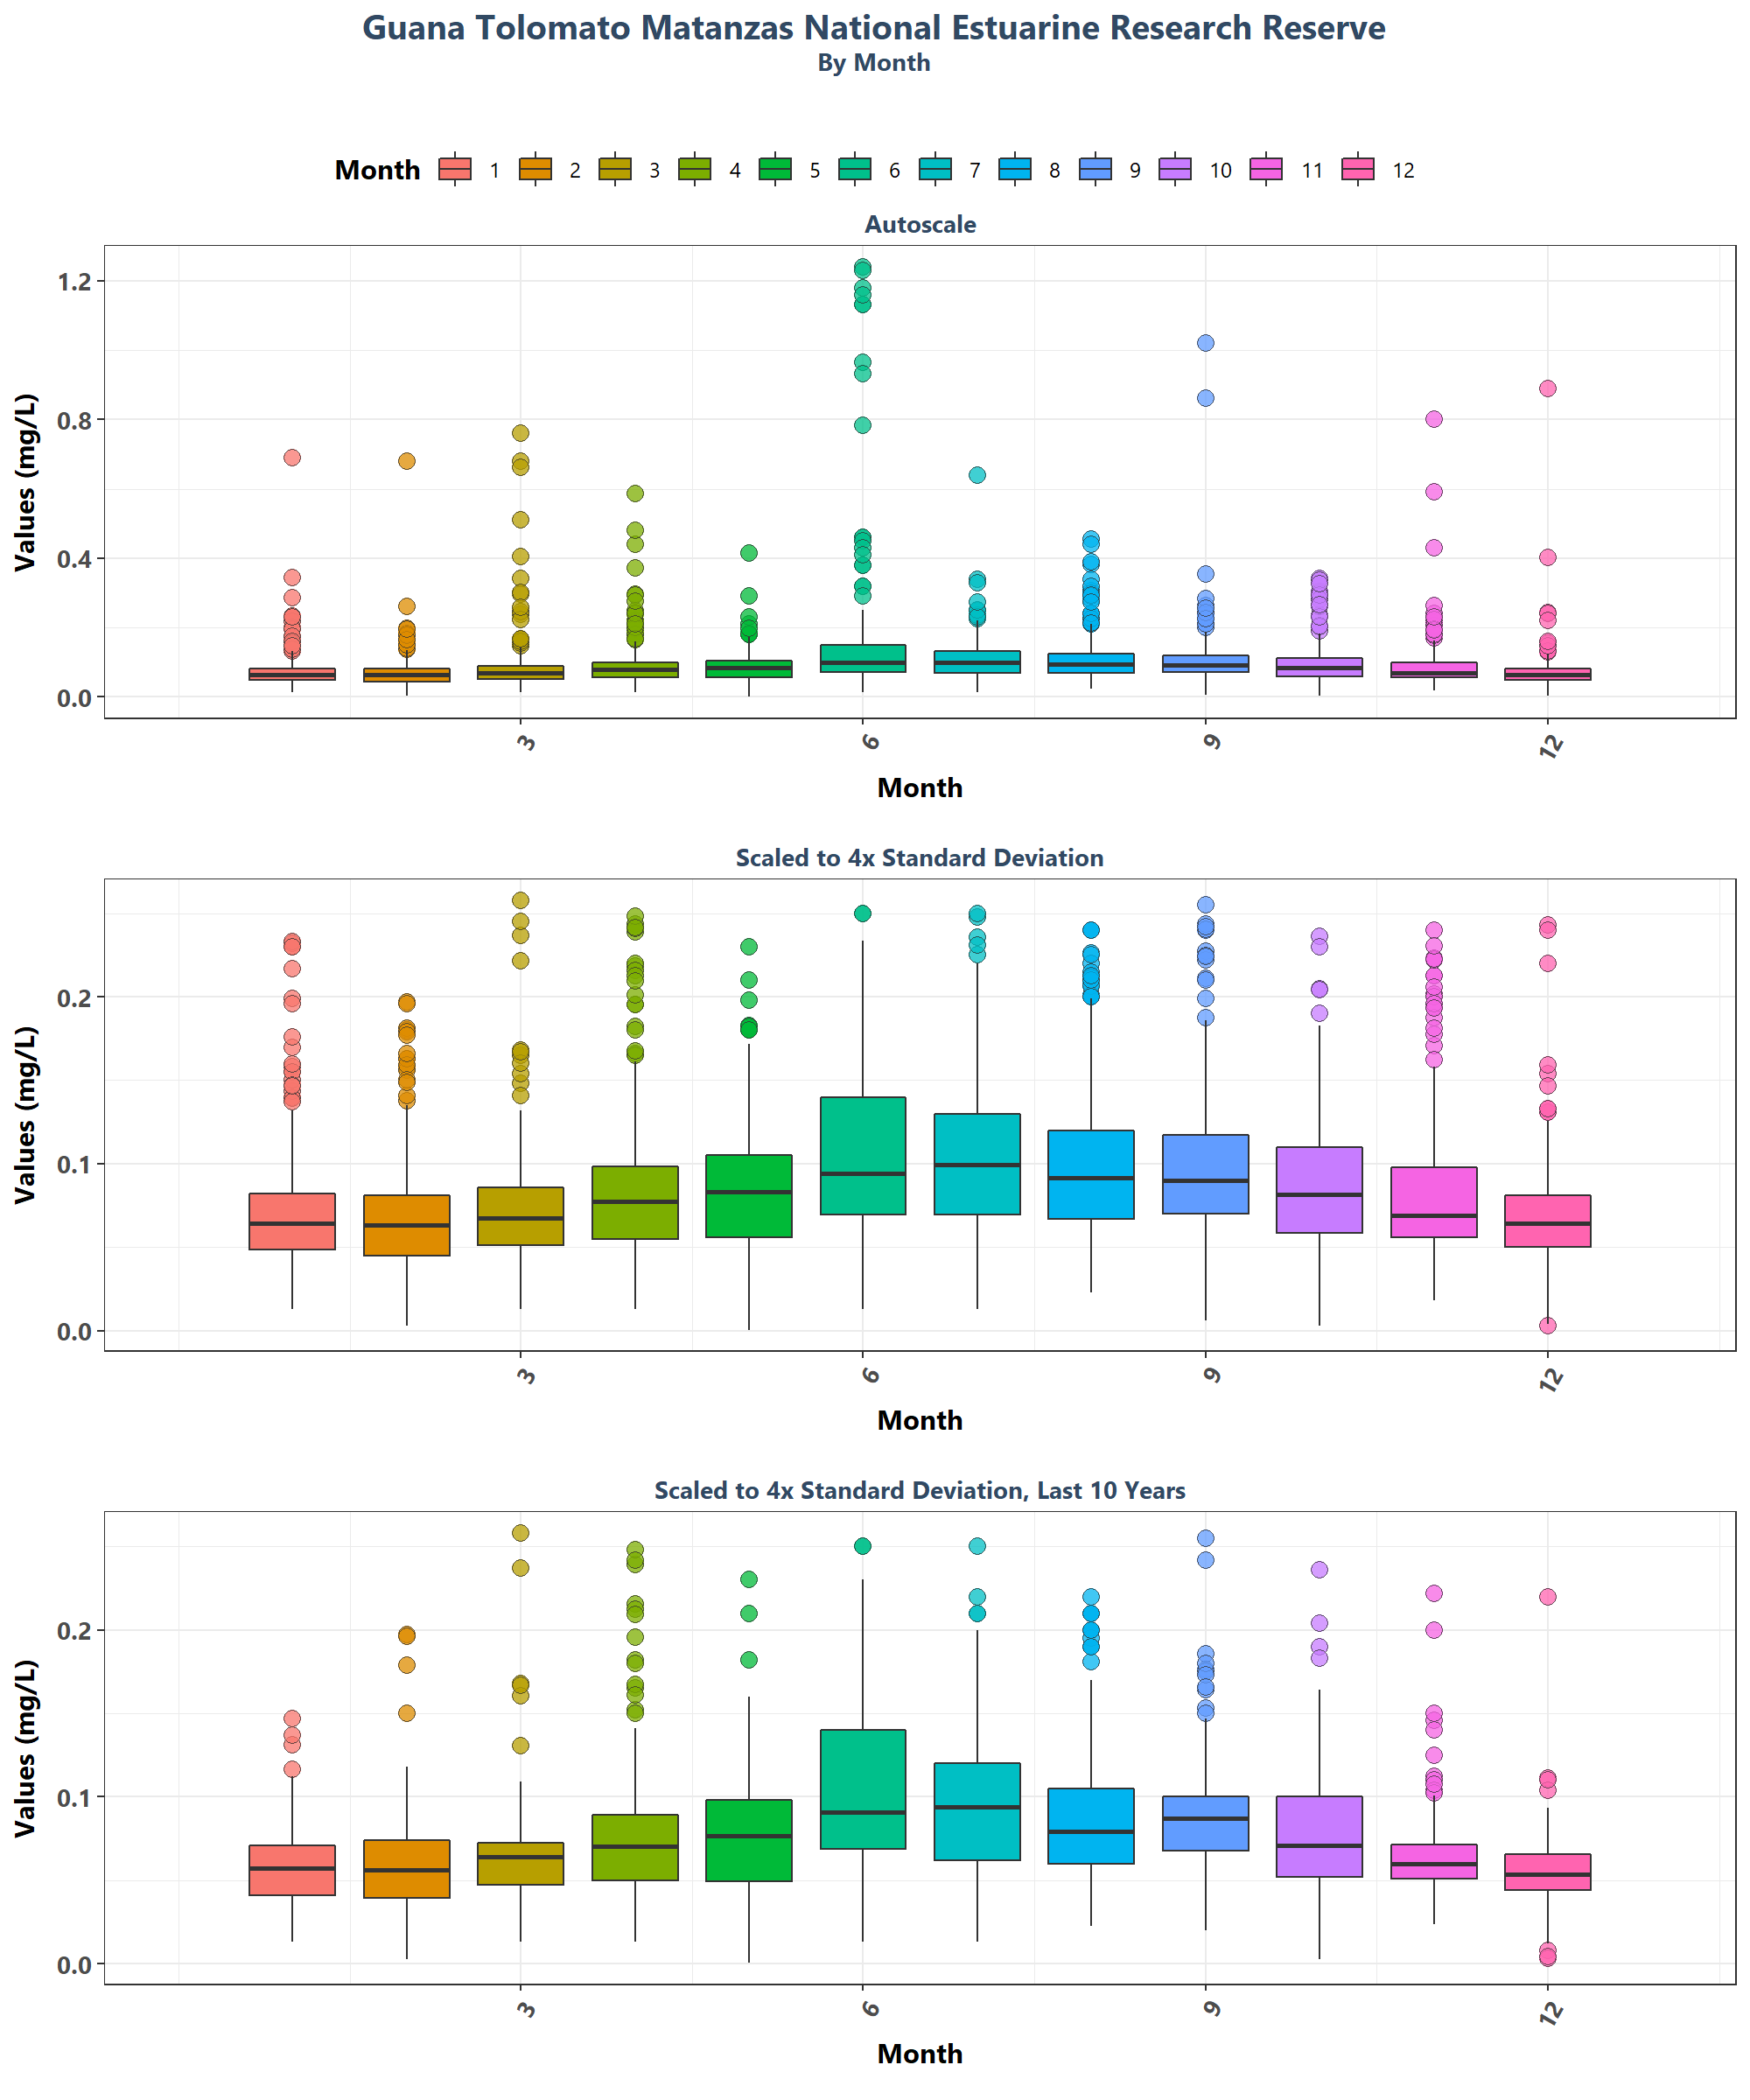 Guana Tolomato Matanzas National Estuarine Research Reserve
By Month
Month 1 2 3 4 5 6 7 8 9 10 11 12
Autoscale
Values (mg/L)
1.2
0.8
0.4
0.0
3 6 9 12
Month
Scaled to 4x Standard Deviation
Values (mg/L)
0.2
0.1
0.0
3 6 9 12
Month
Scaled to 4x Standard Deviation, Last 10 Years
Values (mg/L)
0.2
0.1
0.0
3 6 9 12
Month